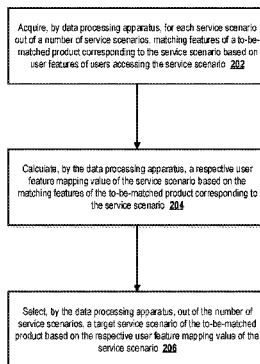 Acquire, by data processing apparatus, for each service scenario
out of a number of service scenarios, matching features of a to-be-
matched product corresponding to the service scenario based on
user features of users accessing the service scenario 202
Calculate, by the data processing apparatus, a respective user
feature mapping value of the service scenario based on the
matching features of the to-be-matched product corresponding to
the service scenario 204
Select, by the data processing apparatus, out of the number of
service scenarios, a target service scenario of the to-be-matched
product based on the respective user feature mapping value of the
service scenario 206